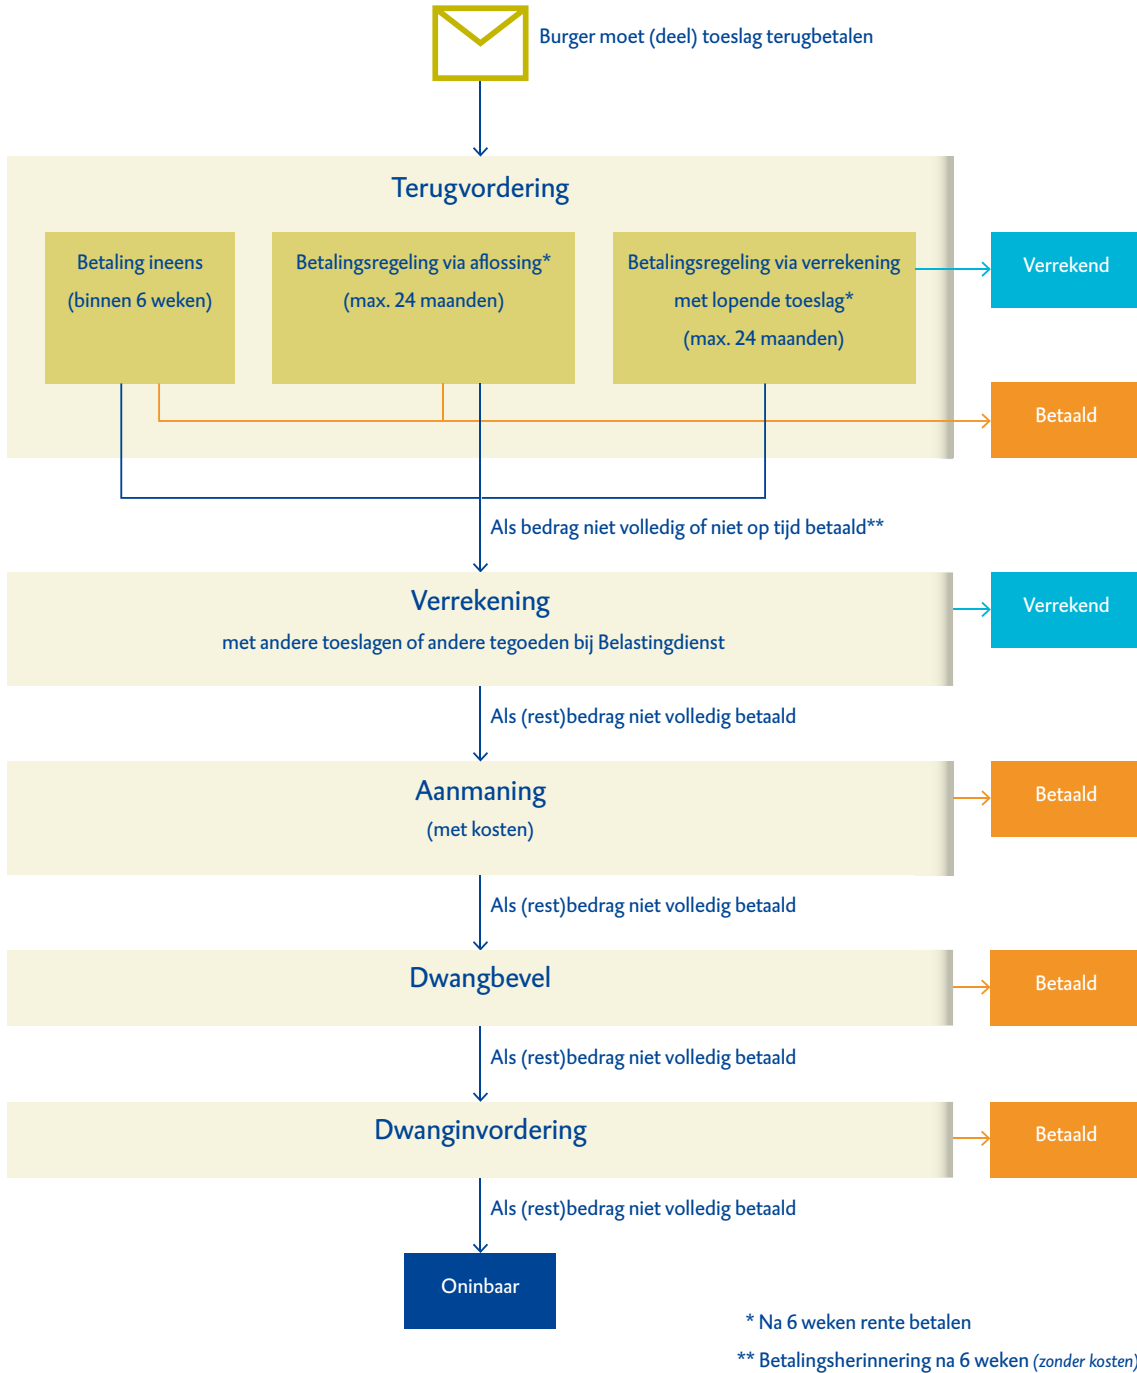 Burger moet (deel) toeslag terugbetalen
Terugvordering
Betaling ineens
(binnen 6 weken)
Betalingsregeling via aflossing*
(max. 24 maanden)
Betalingsregeling via verrekening
met lopende toeslag*
(max. 24 maanden)
Verrekend
Betaald
Als bedrag niet volledig of niet op tijd betaald**
Verrekening
met andere toeslagen of andere tegoeden bij Belastingdienst
Verrekend
Als (rest)bedrag niet volledig betaald
Aanmaning
(met kosten)
Betaald
Als (rest)bedrag niet volledig betaald
Dwangbevel
Betaald
Als (rest)bedrag niet volledig betaald
Dwanginvordering
Betaald
Als (rest)bedrag niet volledig betaald
Oninbaar
* Na 6 weken rente betalen
** Betalingsherinnering na 6 weken (zonder kosten)